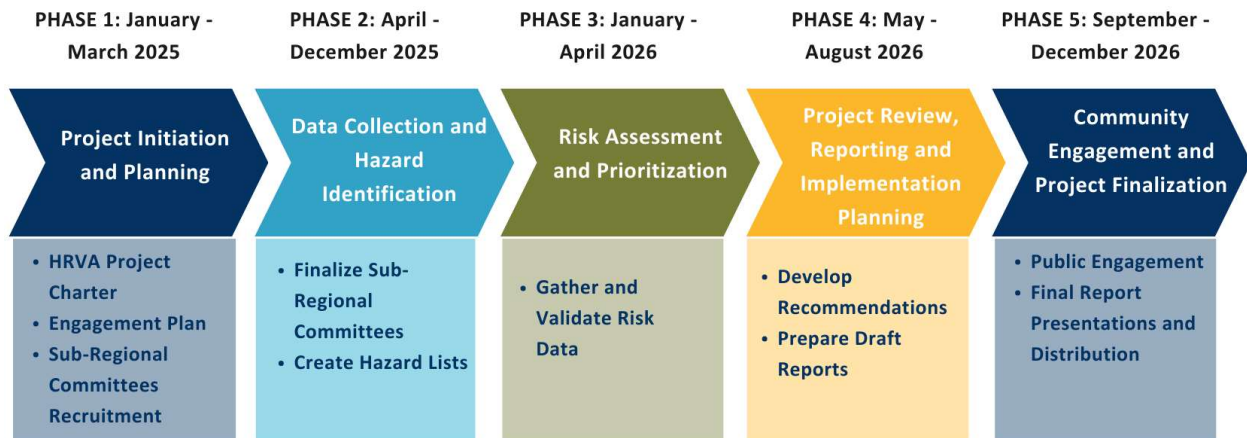 PHASE 1: January -
March 2025
PHASE 2: April -
December 2025
PHASE 3: January -
April 2026
PHASE 4: May -
August 2026
PHASE 5: September -
December 2026
Project Initiation
and Planning
Data Collection and
Hazard
Identification
Risk Assessment
and Prioritization
Project Review,
Reporting and
Implementation
Planning
Community
Engagement and
Project Finalization
• HRVA Project
Charter
• Engagement Plan
• Sub-Regional
Committees
Recruitment
• Finalize Sub-
Regional
Committees
• Create Hazard Lists
• Gather and
Validate Risk
Data
• Develop
Recommendations
• Prepare Draft
Reports
• Public Engagement
• Final Report
Presentations and
Distribution